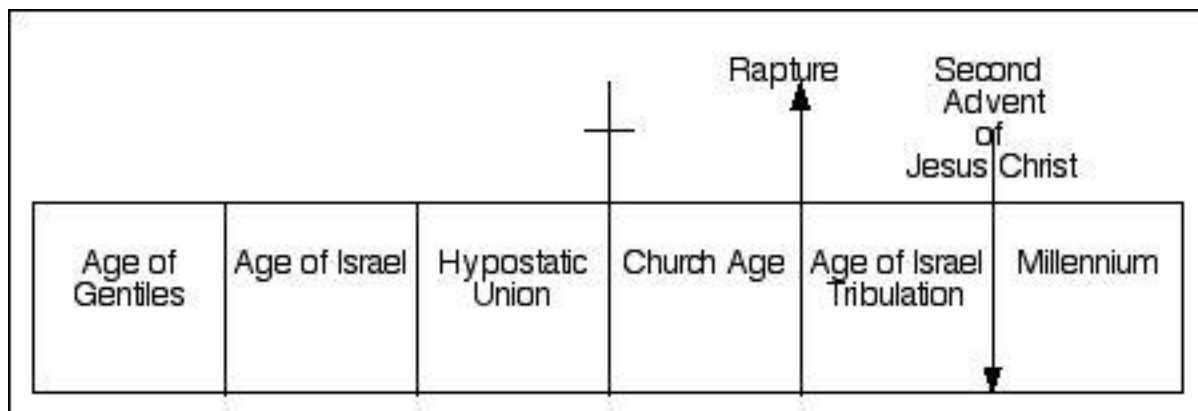 Rapture
Second
Advent
of
Jesus Christ
Age of
Gentiles
Age of Israel
Hypostatic
Union
Church Age
Age of Israel
Tribulation
Millennium